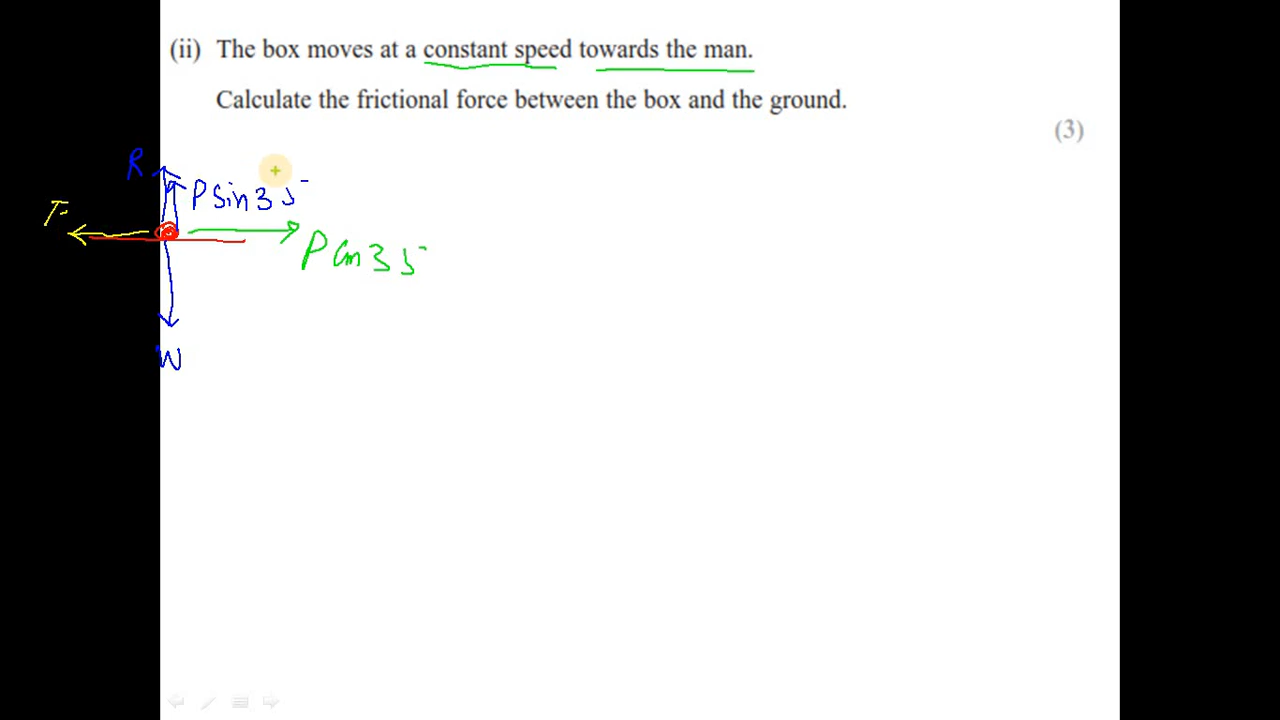 (ii) The box moves at a constant speed towards the man.
Calculate the frictional force between the box and the ground.
(3)
R
P sin 35
F
P cos 35
W